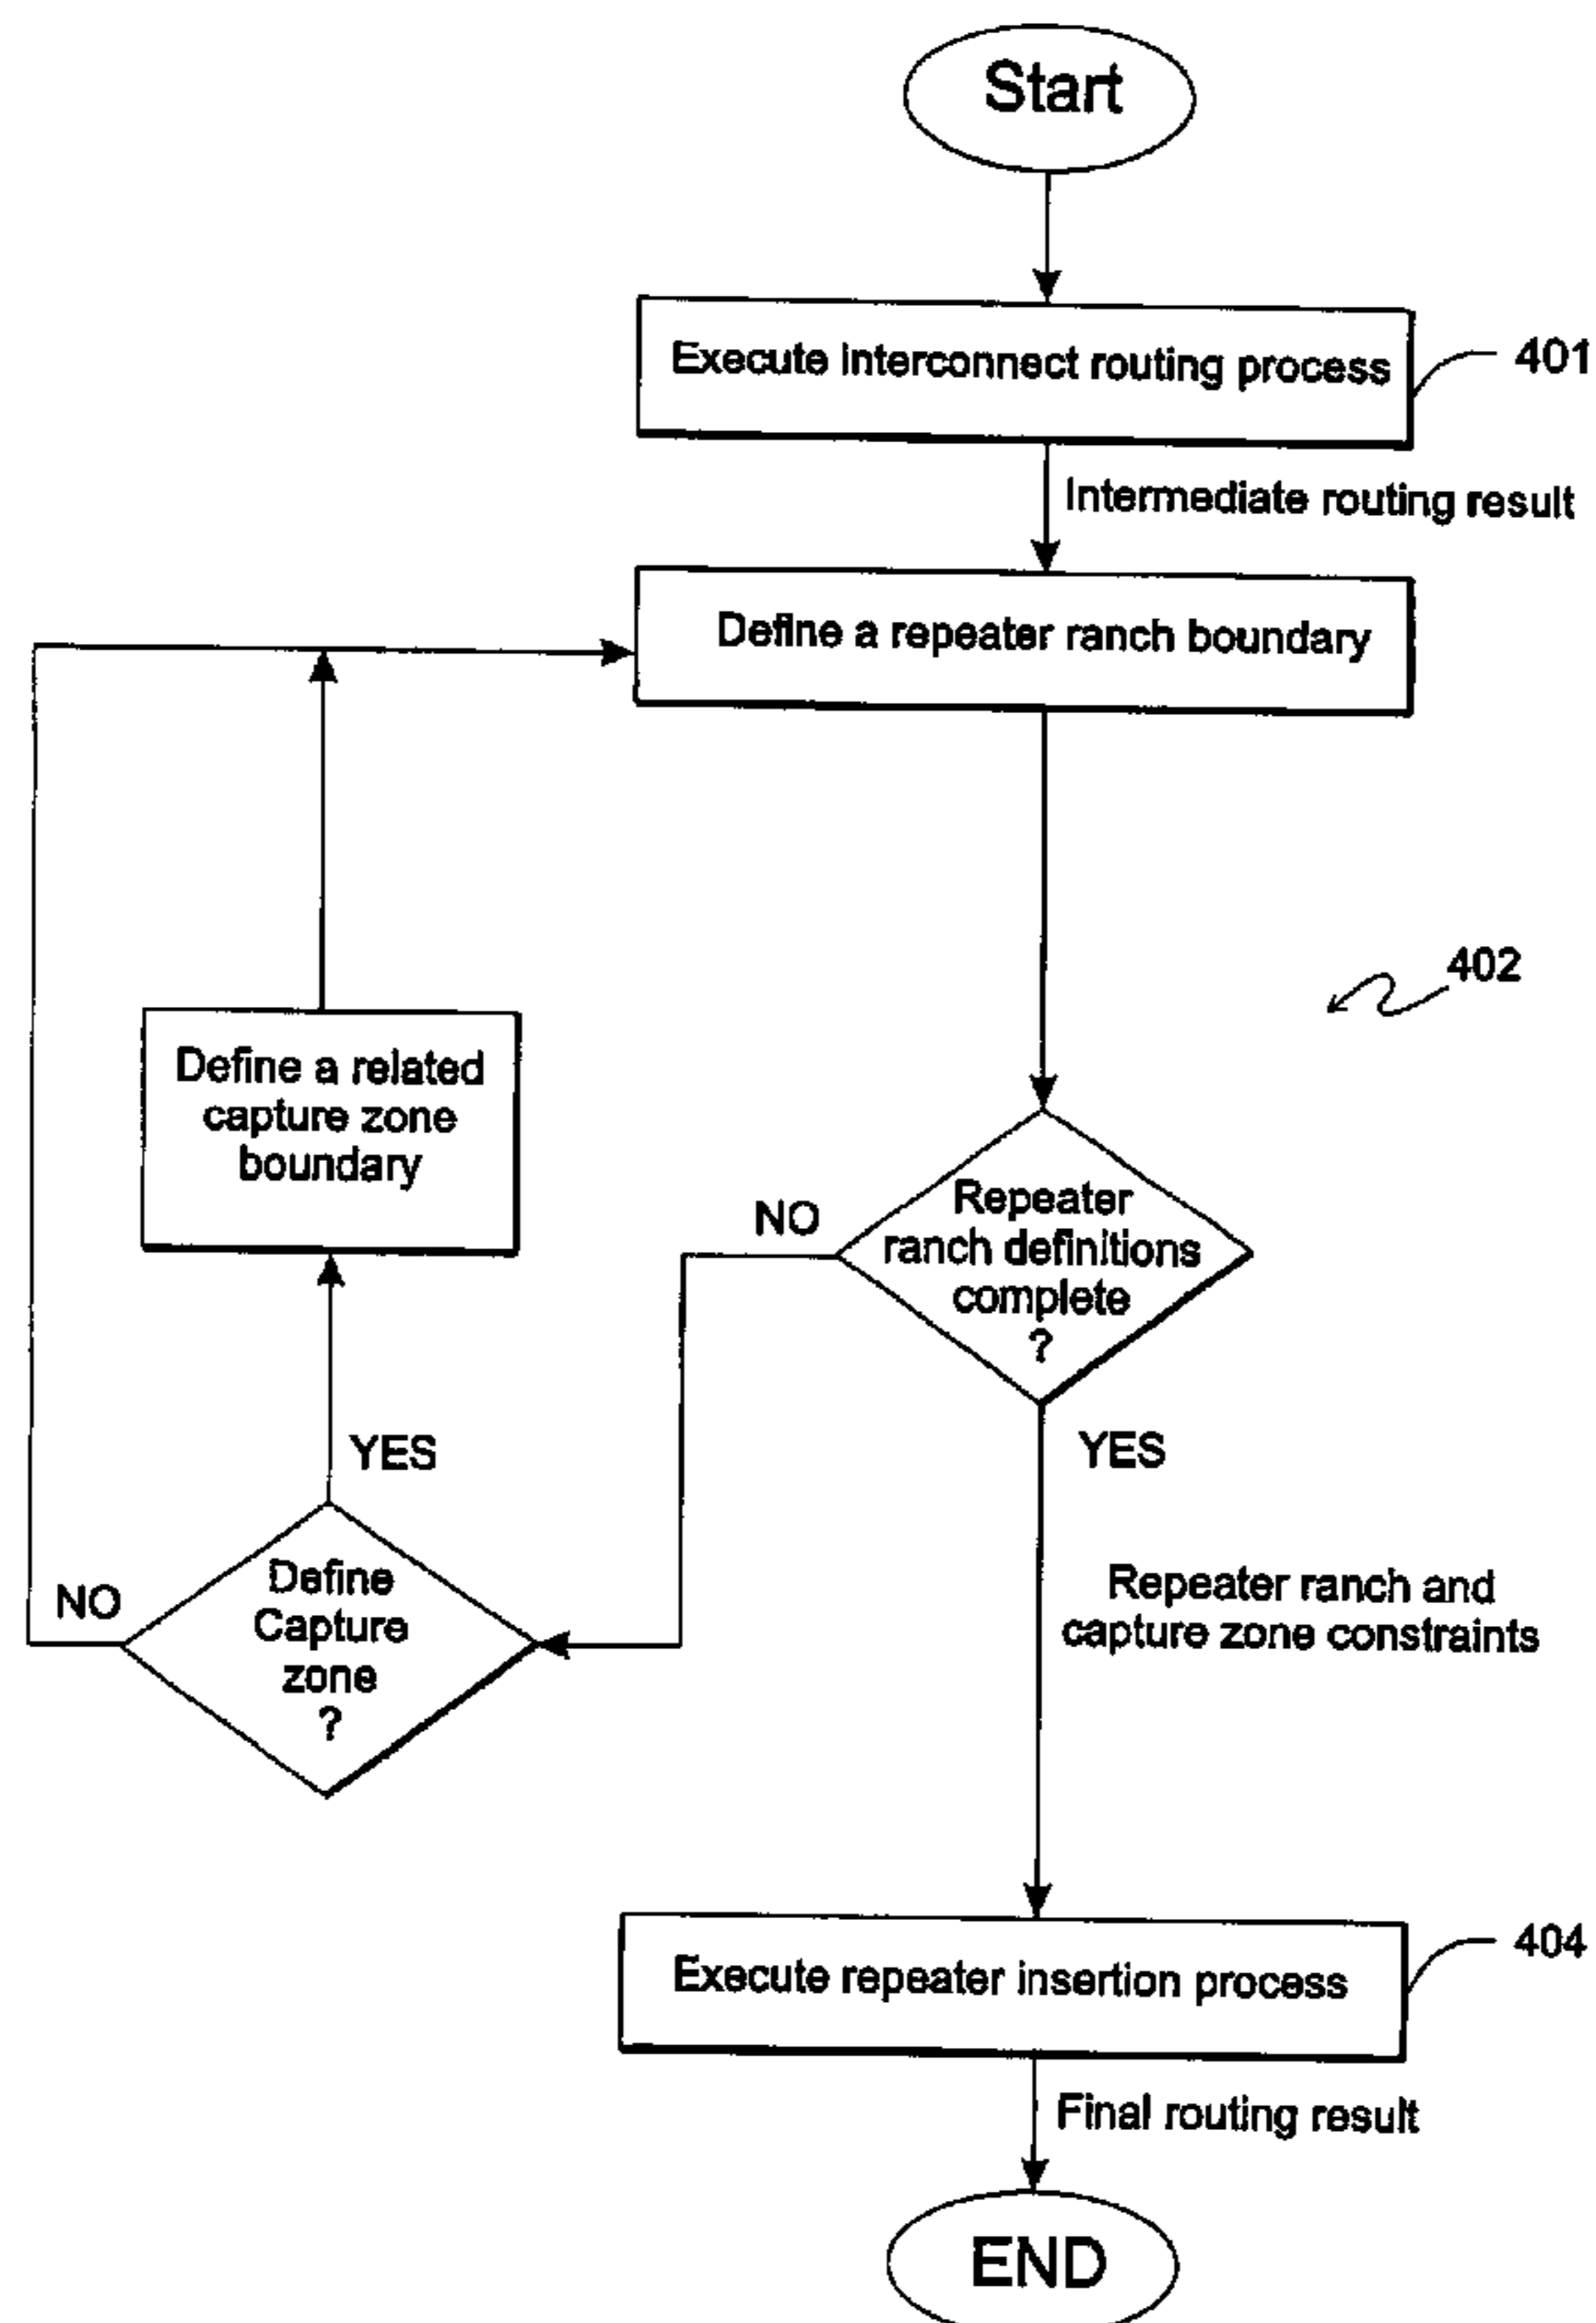 Start
Execute interconnect routing process
401
Intermediate routing result
Define a repeater ranch boundary
402
Define a related
capture zone
boundary
NO
Repeater
ranch definitions
complete
?
YES
YES
NO
Define
Capture
zone
?
Repeater ranch and
capture zone constraints
Execute repeater insertion process
404
Final routing result
END